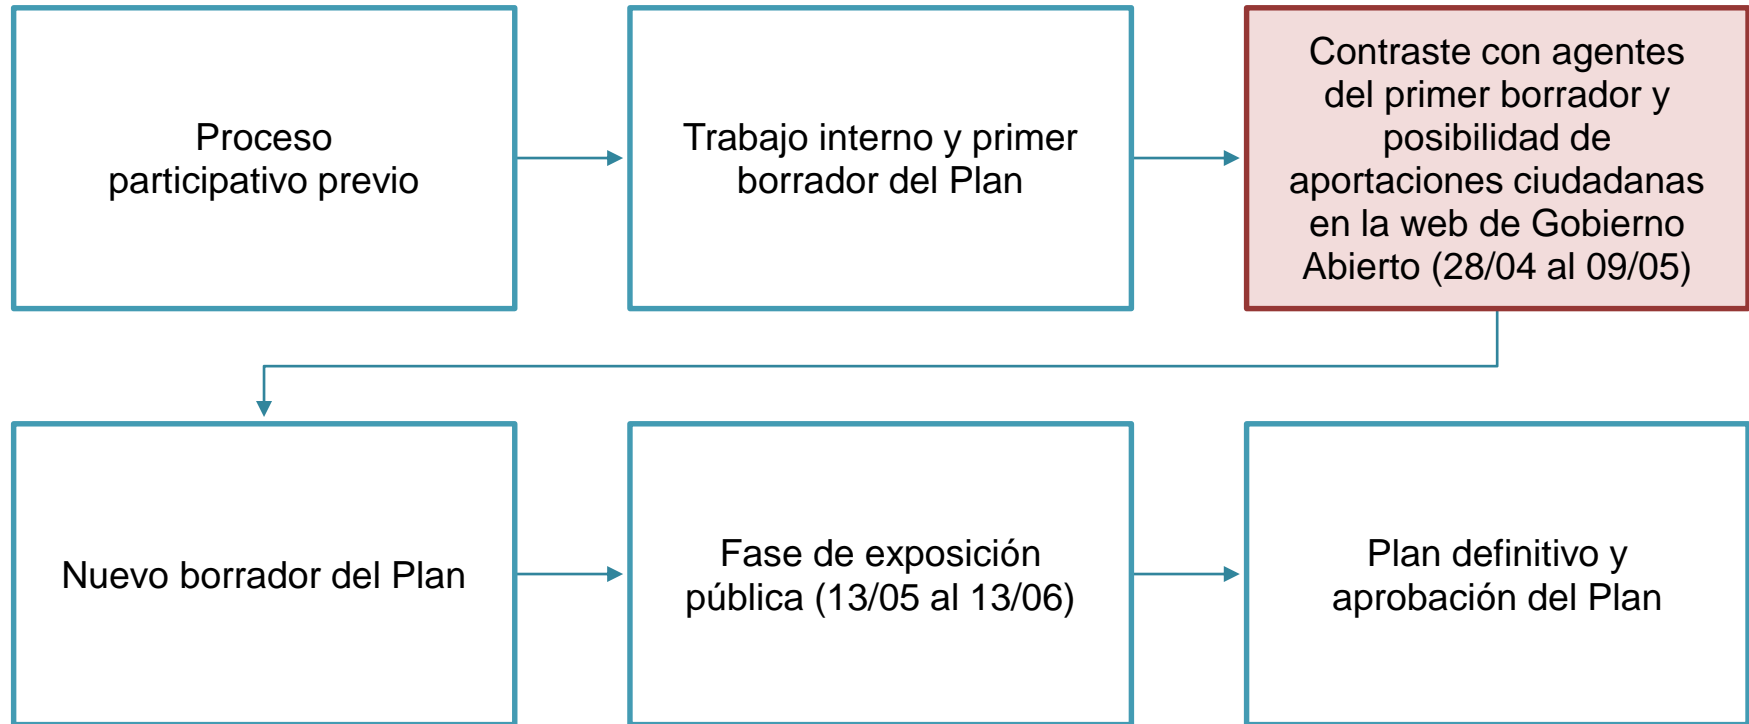 Proceso
participativo previo
Trabajo interno y primer
borrador del Plan
Contraste con agentes
del primer borrador y
posibilidad de
aportaciones ciudadanas
en la web de Gobierno
Abierto (28/04 al 09/05)
Nuevo borrador del Plan
Fase de exposición
pública (13/05 al 13/06)
Plan definitivo y
aprobación del Plan